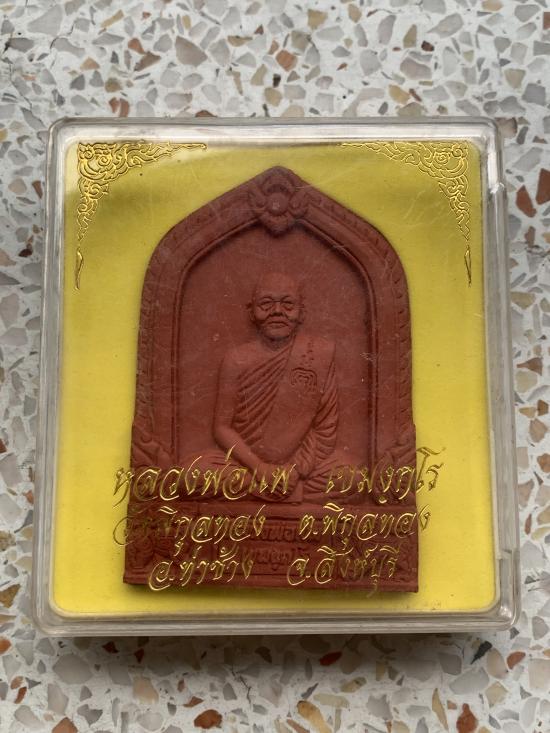 หลวงพ่อแพ เขมงฺกโร
วัดพิกุลทอง ต.พิกุลทอง
อ.ท่าช้าง จ.สิงห์บุรี